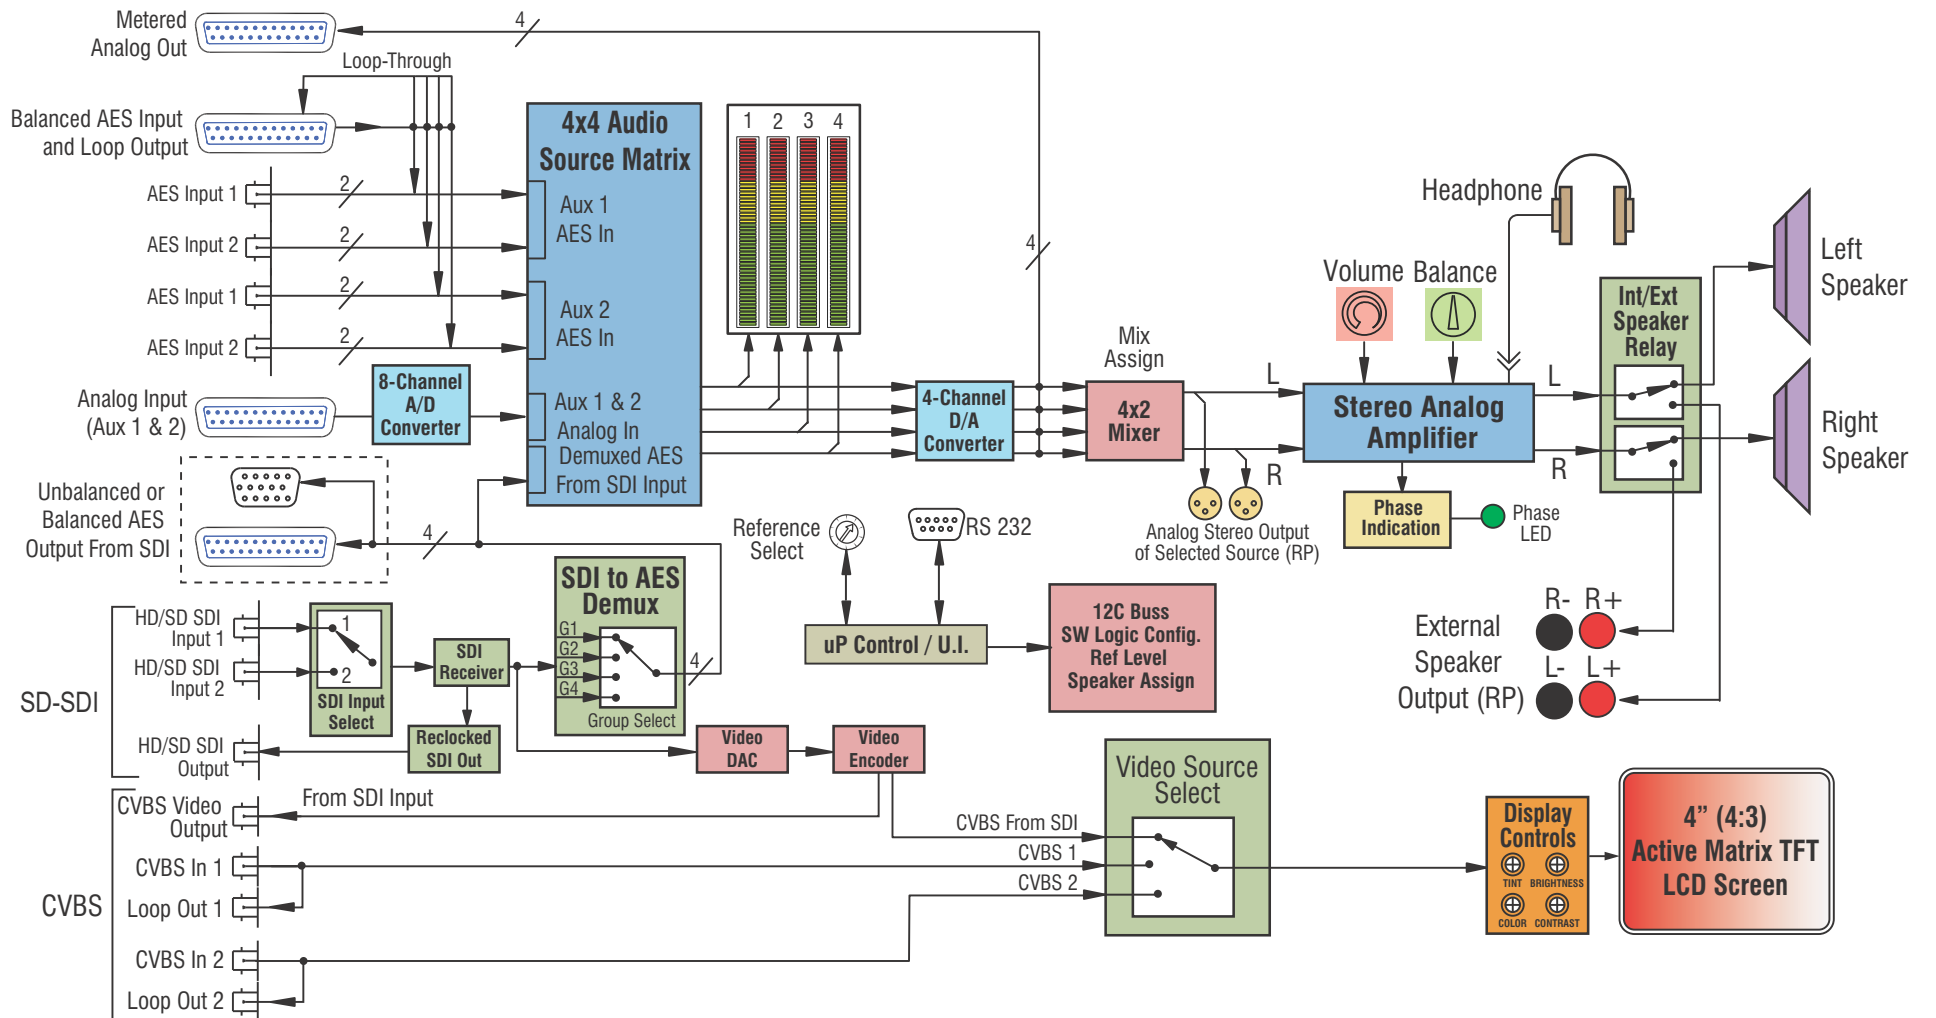 Metered
Analog Out
4
Loop-Through
Balanced AES Input
and Loop Output
AES Input 1
2
AES Input 2
2
AES Input 1
2
AES Input 2
2
Analog Input
(Aux 1 & 2)
8-Channel
A/D
Converter
4x4 Audio
Source Matrix
Aux 1
AES In
Aux 2
AES In
Aux 1 & 2
Analog In
Demuxed AES
From SDI Input
1 2 3 4
4
4-Channel
D/A
Converter
Mix
Assign
4x2
Mixer
L
R
Analog Stereo Output
of Selected Source (RP)
Volume
Balance
Headphone
Stereo Analog
Amplifier
Phase
Indication
Phase
LED
L
R
Int/Ext
Speaker
Relay
Left
Speaker
Right
Speaker
Unbalanced or
Balanced AES
Output From SDI
4
Reference
Select
RS 232
uP Control / U.I.
12C Buss
SW Logic Config.
Ref Level
Speaker Assign
External
Speaker
Output (RP)
R- R+
L- L+
SD-SDI
HD/SD SDI
Input 1
HD/SD SDI
Input 2
1
2
SDI Input
Select
SDI
Receiver
SDI to AES
Demux
G1
G2
G3
G4
Group Select
4
HD/SD SDI
Output
Reclocked
SDI Out
Video
DAC
Video
Encoder
CVBS
CVBS Video
Output
From SDI Input
CVBS In 1
Loop Out 1
CVBS In 2
Loop Out 2
CVBS From SDI
CVBS 1
CVBS 2
Video Source
Select
Display
Controls
TINT BRIGHTNESS
COLOR CONTRAST
4” (4:3)
Active Matrix TFT
LCD Screen